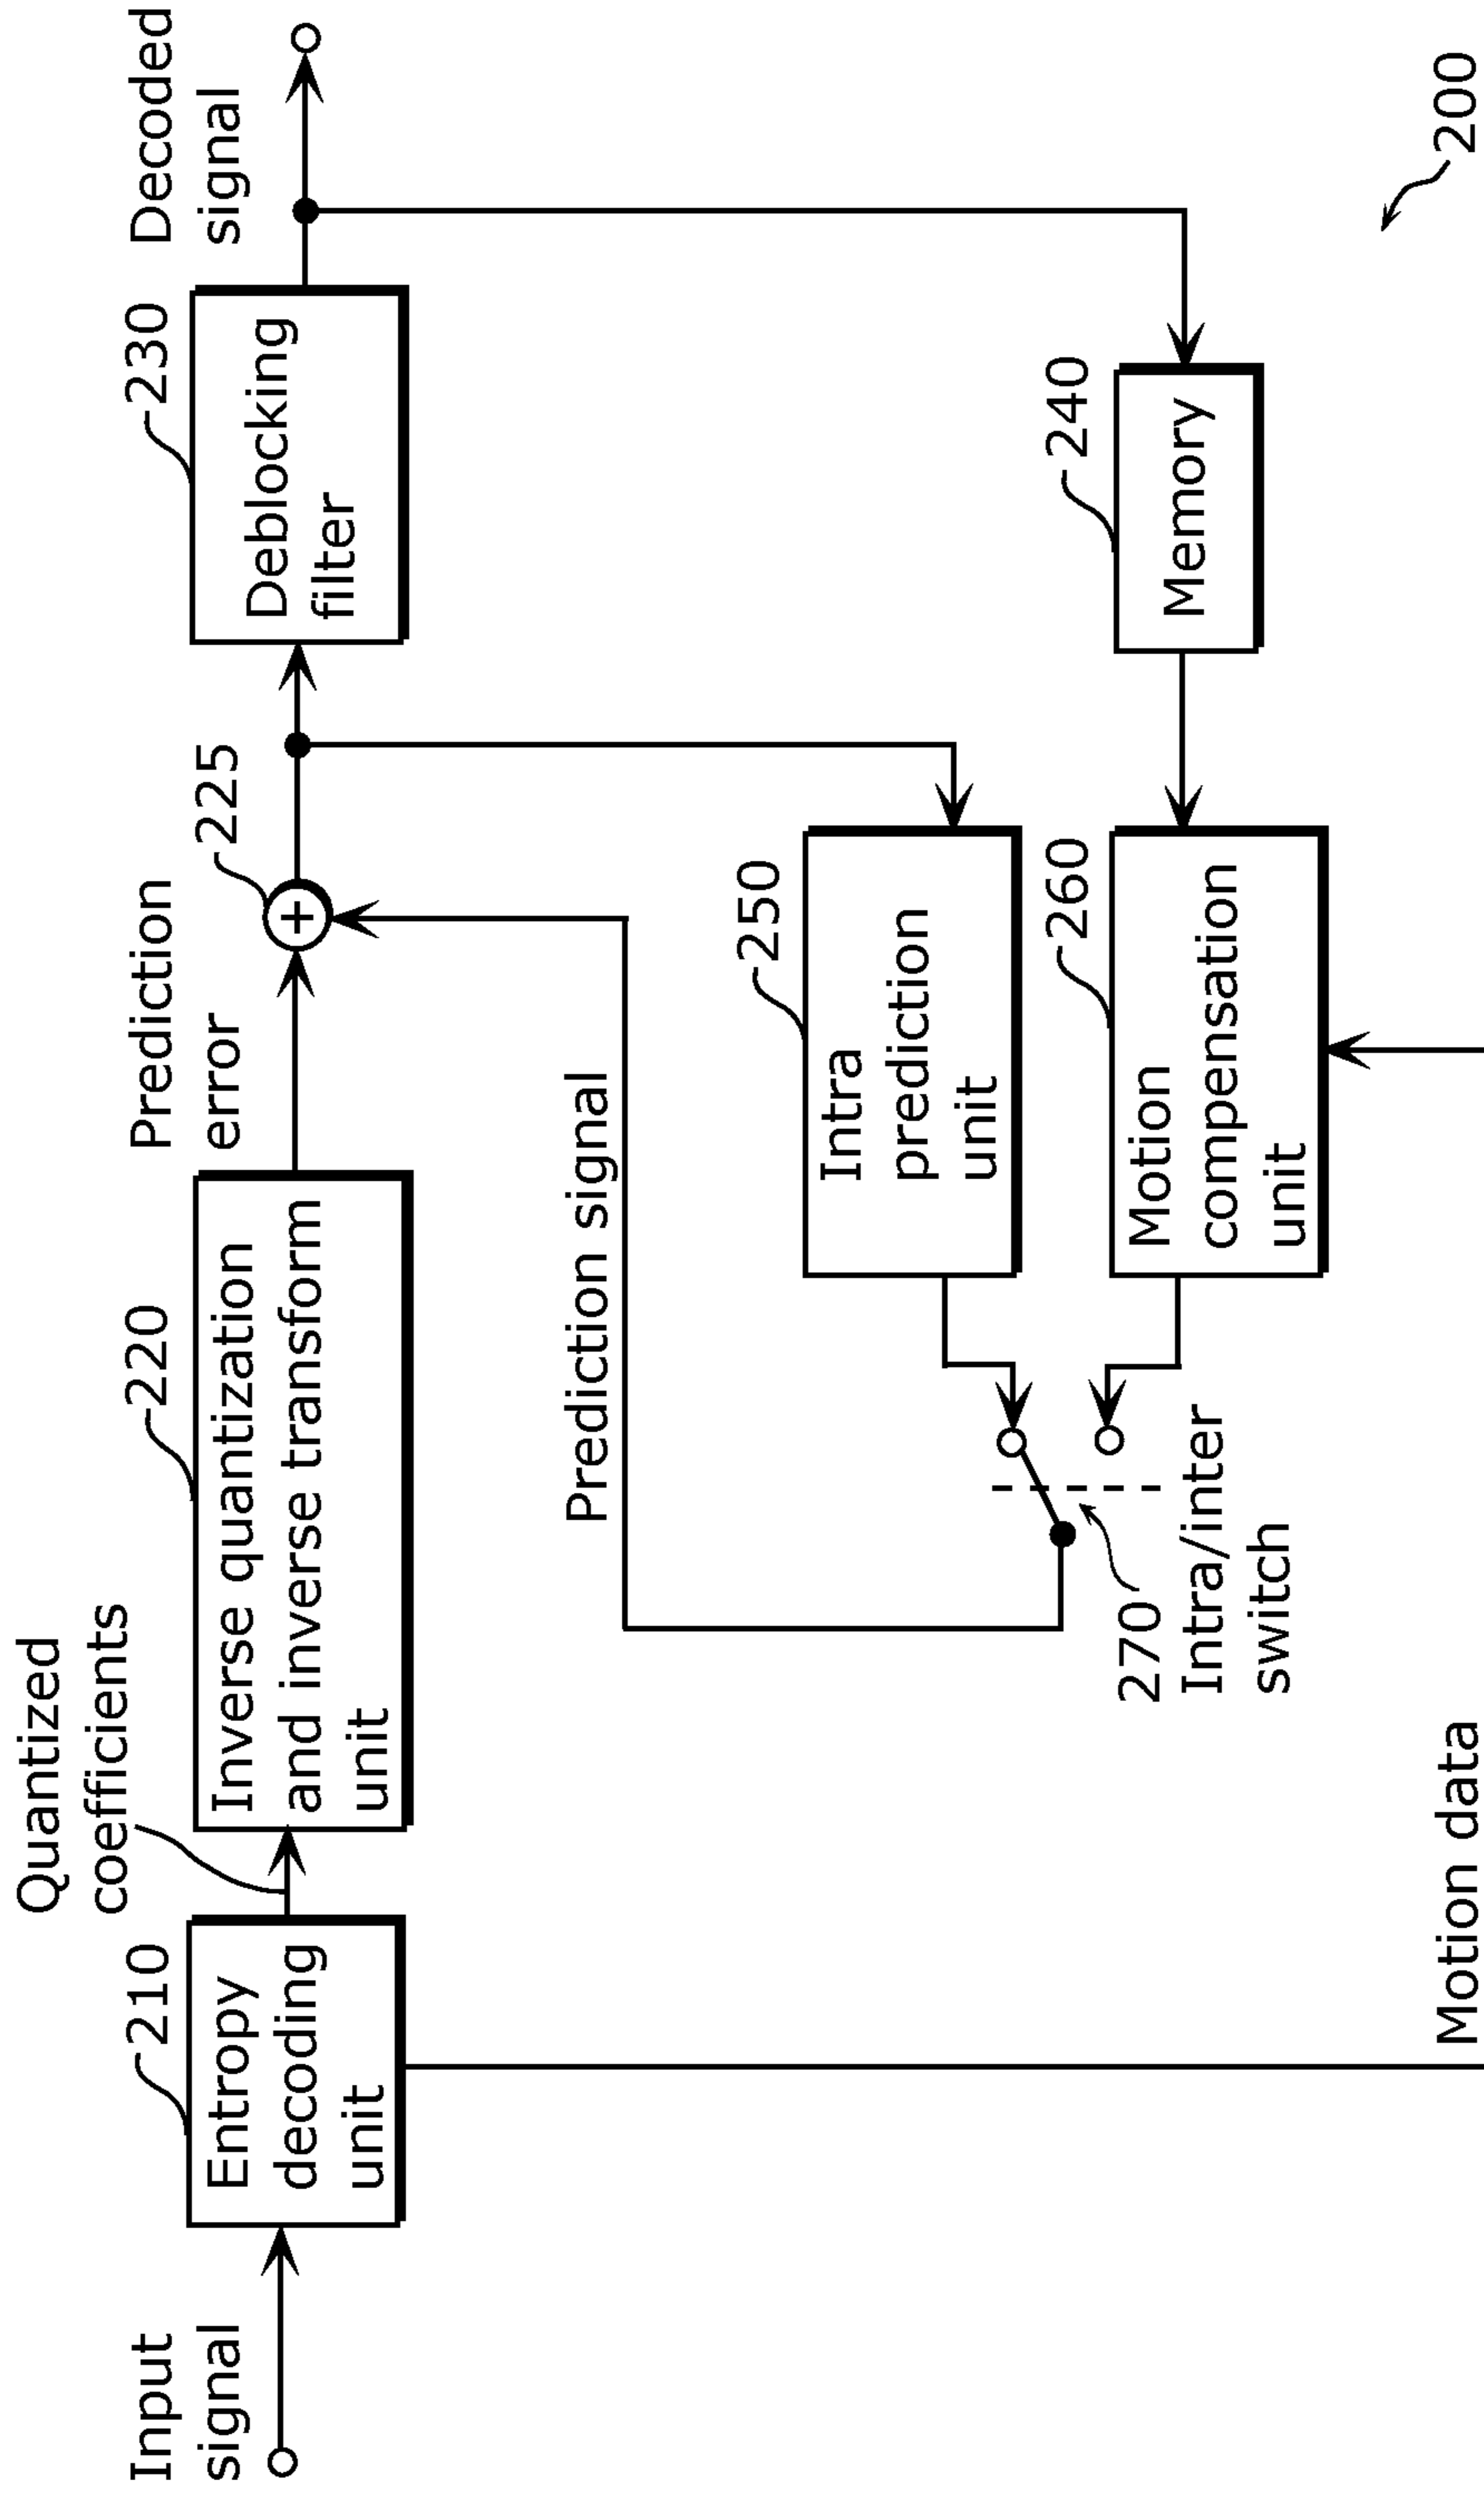 Input
signal
210
Entropy
decoding
unit
Quantized
coefficients
220
Inverse quantization
and inverse transform
unit
Prediction
error
225
230
Deblocking
filter
Decoded
signal
Prediction signal
250
Intra
prediction
unit
240
Memory
260
Motion
compensation
unit
270
Intra/inter
switch
Motion data
200